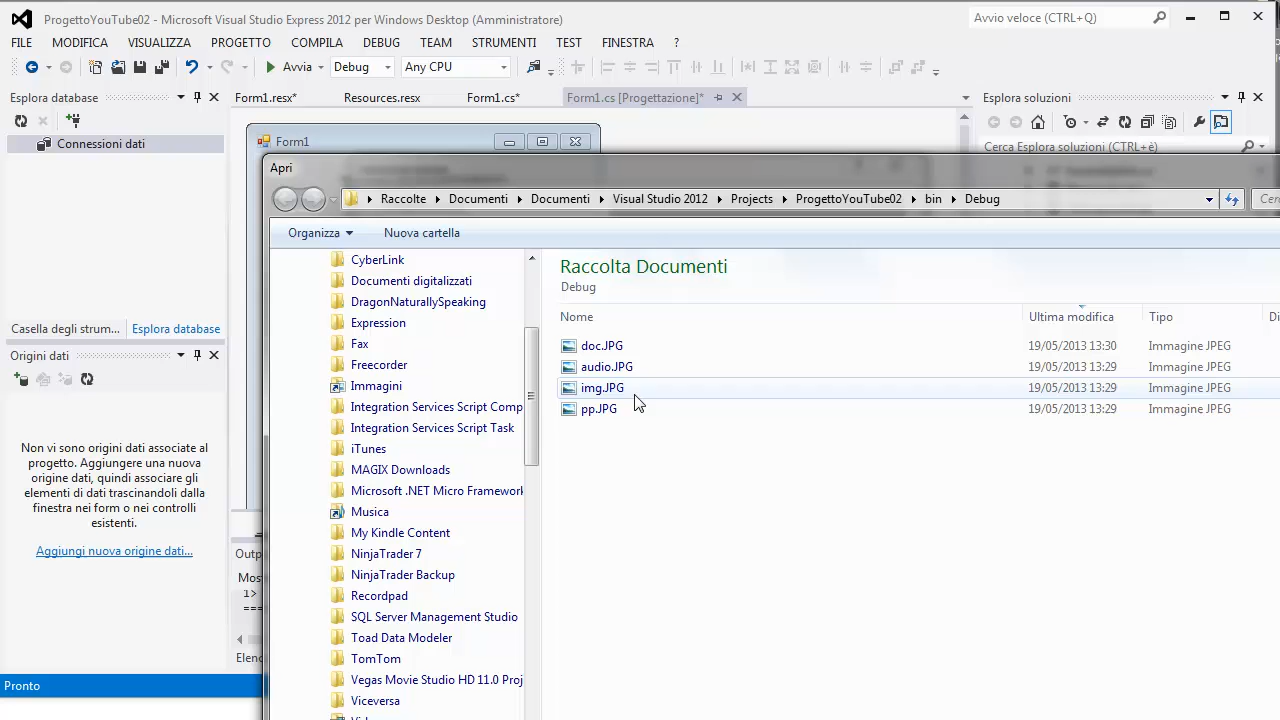 ProgettoYouTube02 - Microsoft Visual Studio Express 2012 per Windows Desktop (Amministratore)
Avvio veloce (CTRL+Q)
FILE MODIFICA VISUALIZZA PROGETTO COMPILA DEBUG TEAM STRUMENTI TEST FINESTRA ?
Avvia Debug Any CPU
Esplora database
Form1.resx* Resources.resx Form1.cs* Form1.cs [Progettazione]*
Esplora soluzioni
Connessioni dati
Form1
Cerca Esplora soluzioni (CTRL+è)
Apri
Raccolte Documenti Documenti Visual Studio 2012 Projects ProgettoYouTube02 bin Debug
Cerc
Organizza Nuova cartella
CyberLink
Documenti digitalizzati
DragonNaturallySpeaking
Expression
Fax
Freecorder
Immagini
Integration Services Script Comp
Integration Services Script Task
iTunes
MAGIX Downloads
Microsoft .NET Micro Framework
Musica
My Kindle Content
NinjaTrader 7
NinjaTrader Backup
Recordpad
SQL Server Management Studio
Toad Data Modeler
TomTom
Vegas Movie Studio HD 11.0 Proj
Viceversa
Raccolta Documenti
Debug
Nome Ultima modifica Tipo Di
doc.JPG 19/05/2013 13:30 Immagine JPEG
audio.JPG 19/05/2013 13:29 Immagine JPEG
img.JPG 19/05/2013 13:29 Immagine JPEG
pp.JPG 19/05/2013 13:29 Immagine JPEG
Casella degli strum... Esplora database
Origini dati
Non vi sono origini dati associate al
progetto. Aggiungere una nuova
origine dati, quindi associare gli
elementi di dati trascinandoli dalla
finestra nei form o nei controlli
esistenti.
Aggiungi nuova origine dati...
Outp
Mos
1>
===
Elenc
Pronto